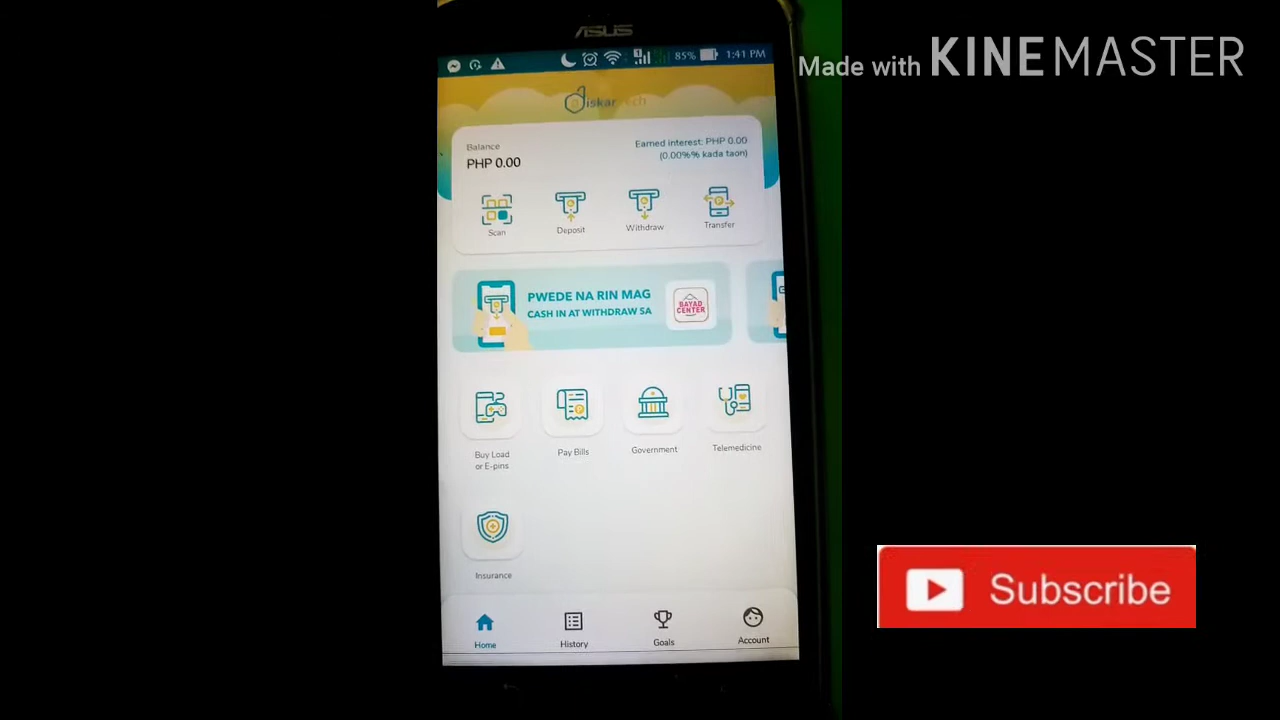 ASUS
85% 1:41 PM
Made with KINEMASTER
diskartech
Balance
PHP 0.00
Earned interest: PHP 0.00
(0.00%% kada taon)
Scan
Deposit
Withdraw
Transfer
PWEDE NA RIN MAG
CASH IN AT WITHDRAW SA
BAYAD
CENTER
Buy Load
or E-pins
Pay Bills
Government
Telemedicine
Insurance
Subscribe
Home
History
Goals
Account